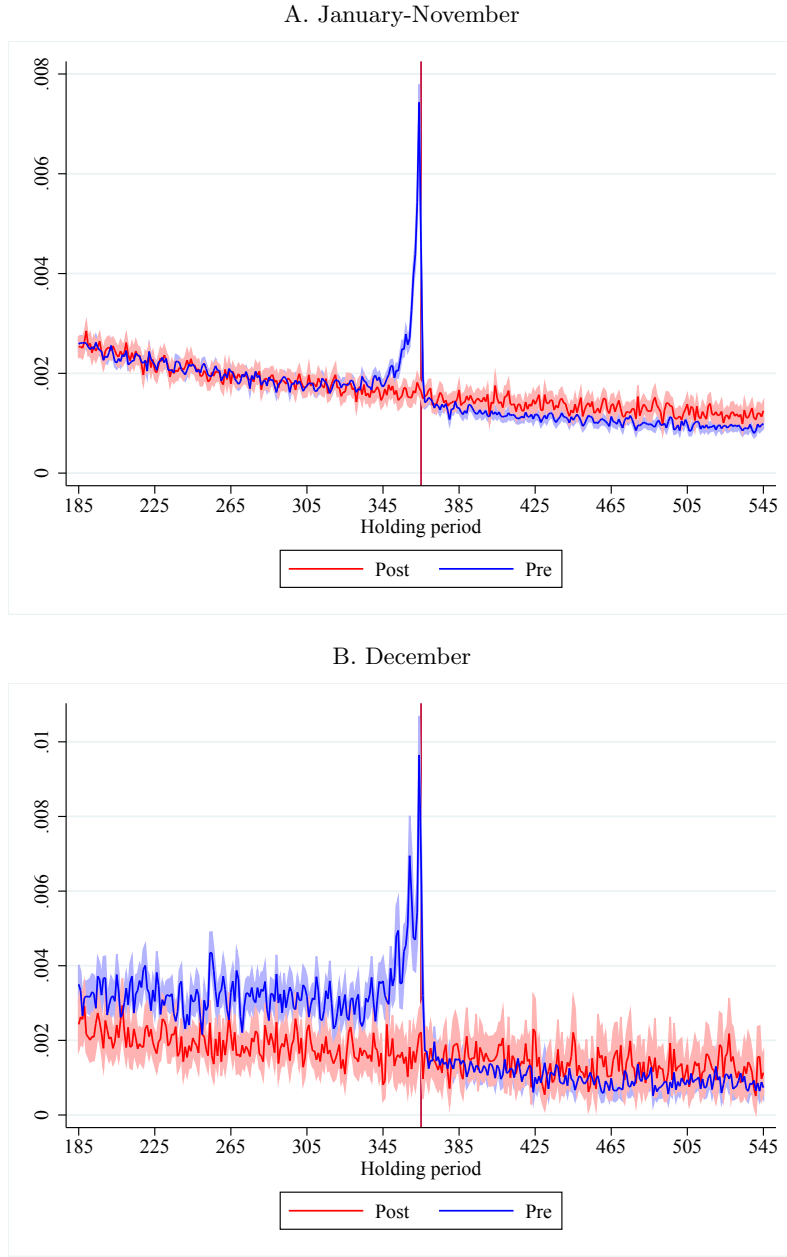 A. January-November
.008
.006
.004
.002
0
185 225 265 305 345 385 425 465 505 545
Holding period
Post Pre
B. December
.01
.008
.006
.004
.002
0
185 225 265 305 345 385 425 465 505 545
Holding period
Post Pre